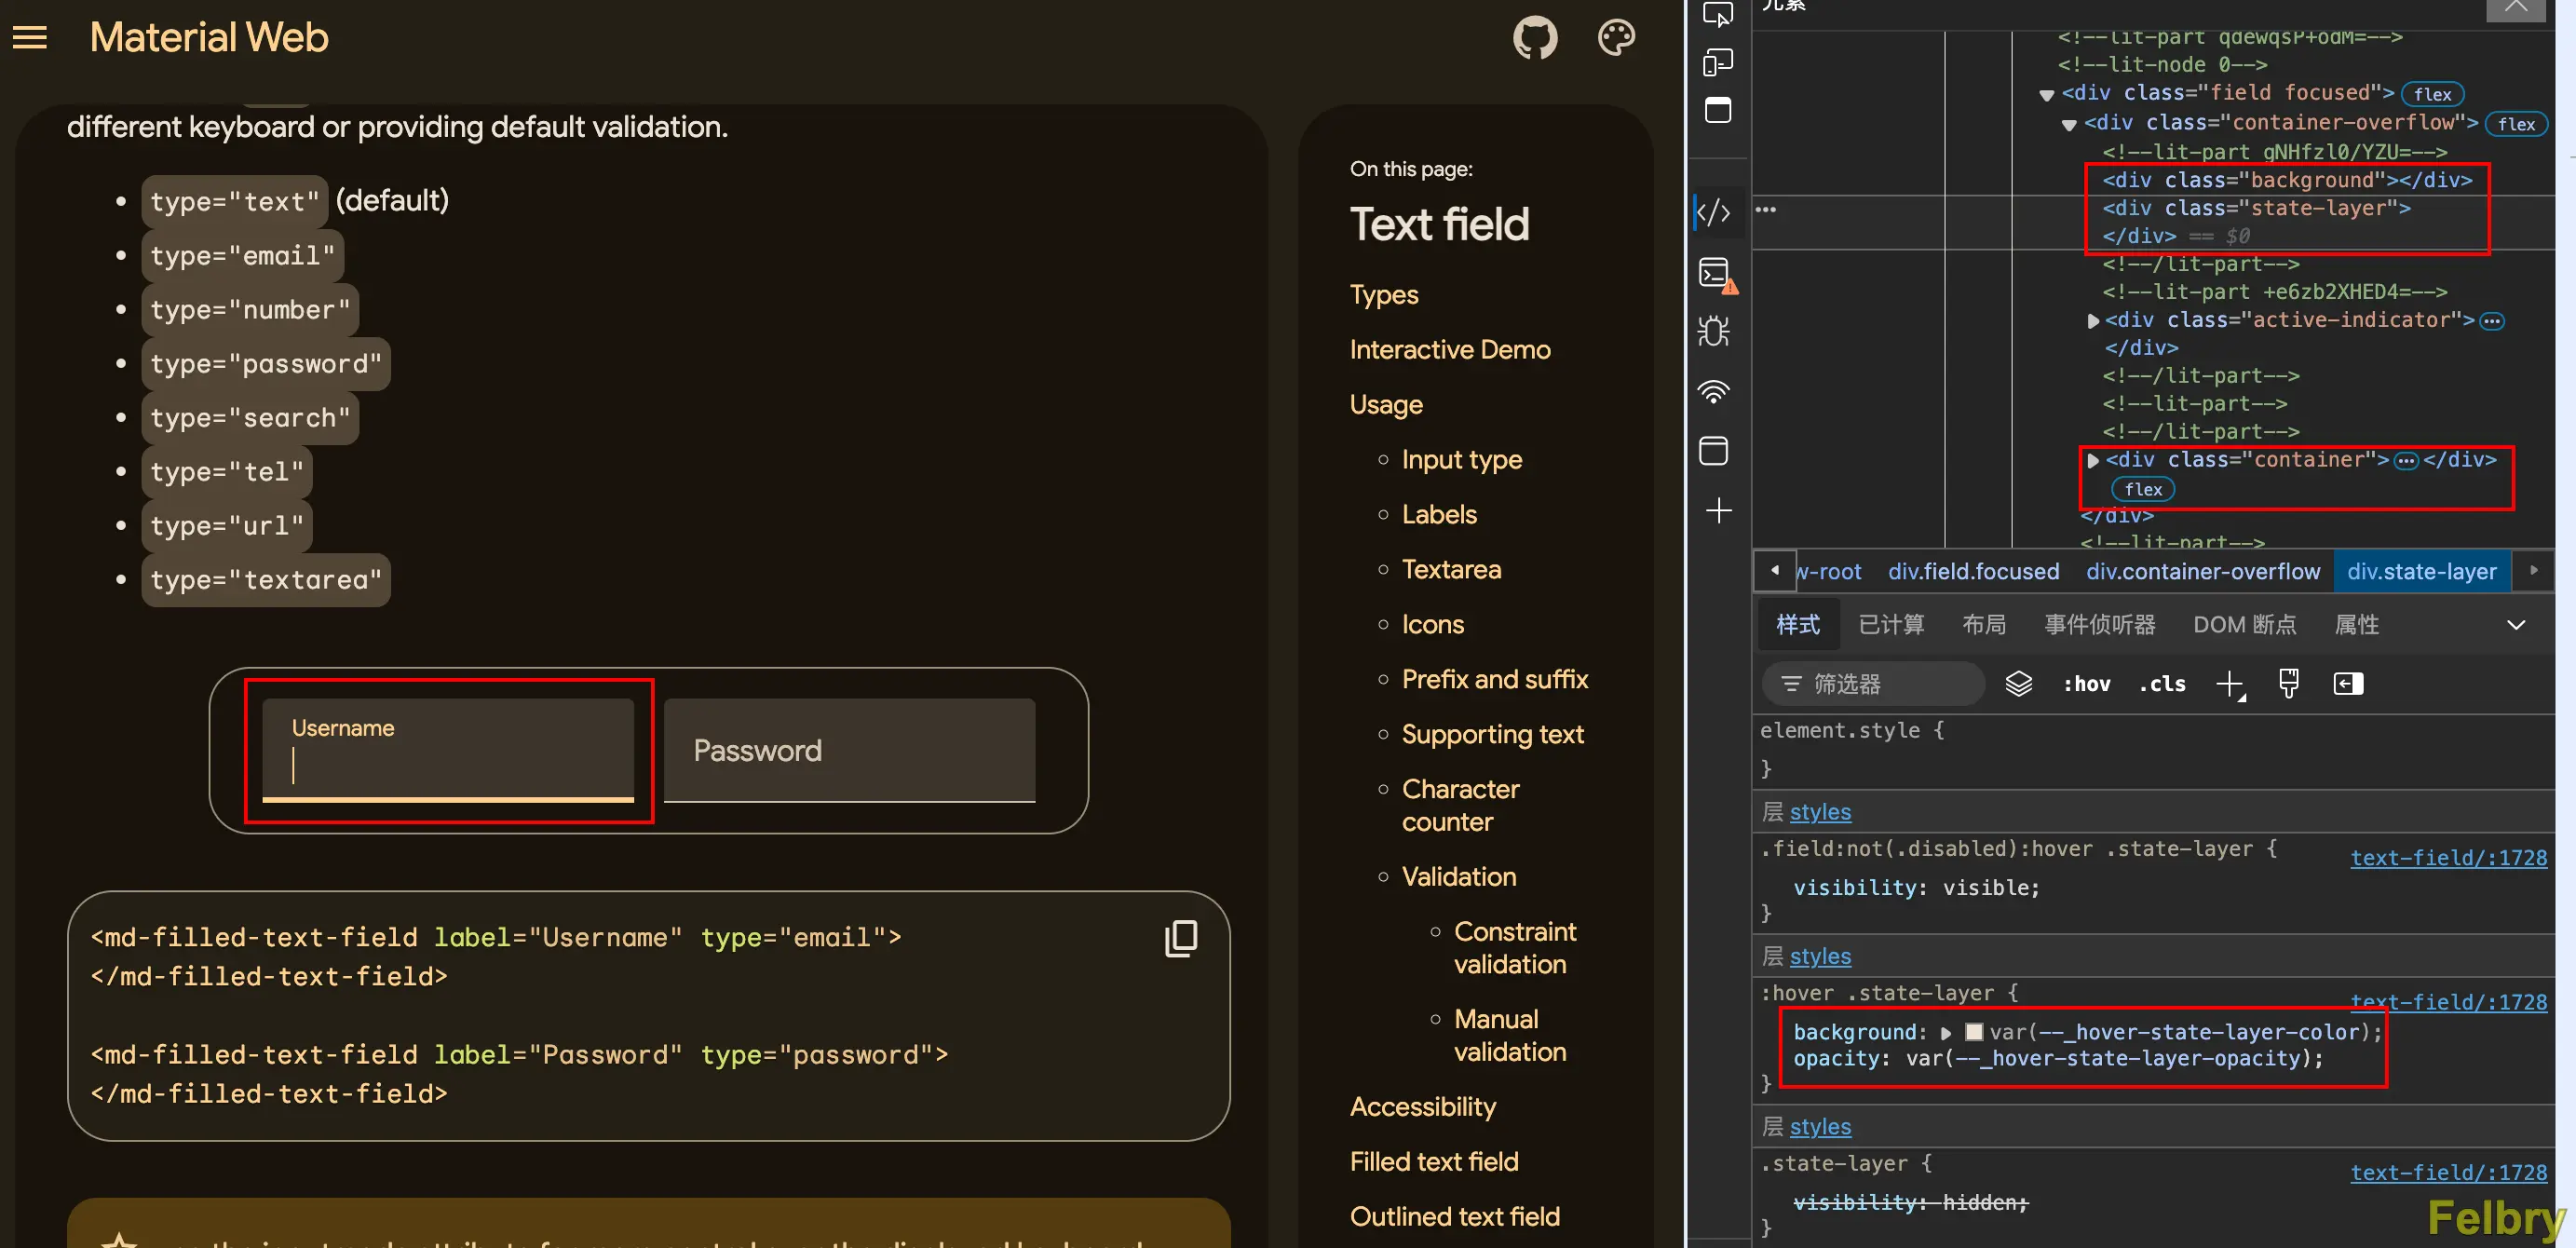 Material Web
different keyboard or providing default validation.
type="text" (default)
type="email"
type="number"
type="password"
type="search"
type="tel"
type="url"
type="textarea"
Username
Password
<md-filled-text-field label="Username" type="email">
</md-filled-text-field>
<md-filled-text-field label="Password" type="password">
</md-filled-text-field>
On this page:
Text field
Types
Interactive Demo
Usage
Input type
Labels
Textarea
Icons
Prefix and suffix
Supporting text
Character
counter
Validation
Constraint
validation
Manual
validation
Accessibility
Filled text field
Outlined text field
元素
<!--lit-node 0-->
<div class="field focused"> flex
<div class="container-overflow"> flex
<!--lit-part gNHfzl0/YZU=-->
<div class="background"></div>
<div class="state-layer">
</div> == $0
<!--/lit-part-->
<!--lit-part +e6zb2XHED4=-->
<div class="active-indicator">
</div>
<!--/lit-part-->
<!--lit-part-->
<!--/lit-part-->
<div class="container"></div>
flex
</div>
<!--lit-part-->
w-root div.field.focused div.container-overflow div.state-layer
样式 已计算 布局 事件侦听器 DOM 断点 属性
筛选器 :hov .cls
element.style {
}
层 styles
.field:not(.disabled):hover .state-layer { text-field/:1728
visibility: visible;
}
层 styles
:hover .state-layer { text-field/:1728
background: var(--_hover-state-layer-color);
opacity: var(--_hover-state-layer-opacity);
}
层 styles
.state-layer { text-field/:1728
visibility: hidden;
}
Felbry